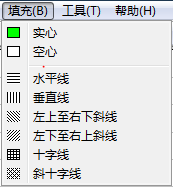 填充(B) 工具(T) 帮助(H)
实心
空心
水平线
垂直线
左上至右下斜线
左下至右上斜线
十字线
斜十字线